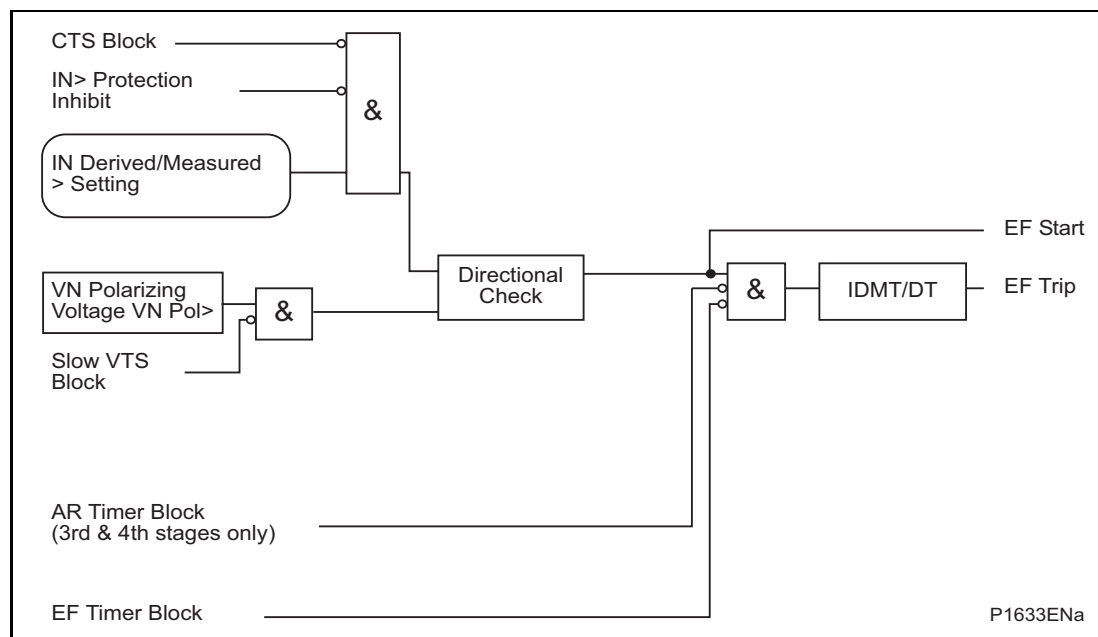 CTS Block
IN> Protection
Inhibit
&
IN Derived/Measured
> Setting
VN Polarizing
Voltage VN Pol>
&
Slow VTS
Block
Directional
Check
&
IDMT/DT
EF Start
EF Trip
AR Timer Block
(3rd & 4th stages only)
EF Timer Block
P1633ENa